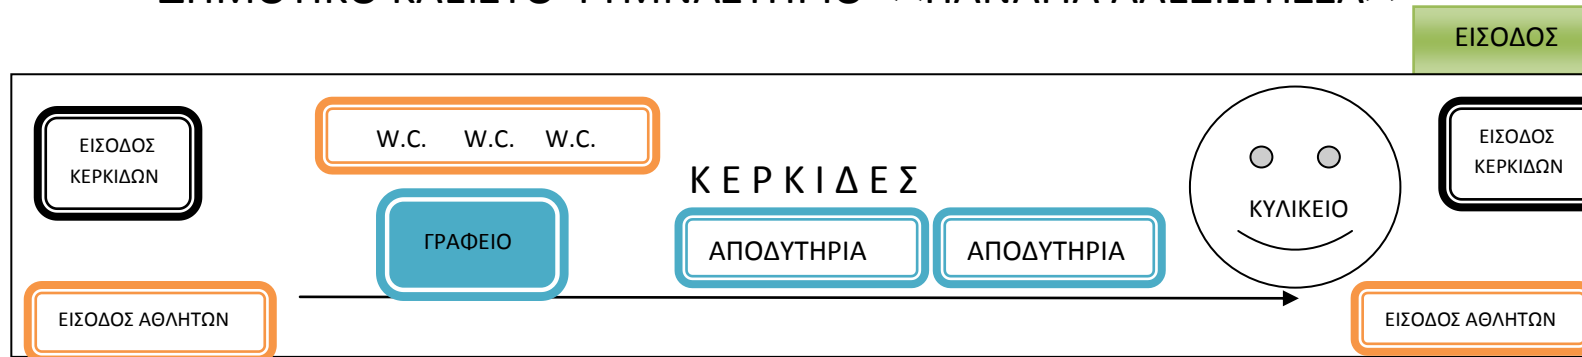 ΕΙΣΟΔΟΣ
ΕΙΣΟΔΟΣ
ΚΕΡΚΙΔΩΝ
W.C. W.C. W.C.
ΚΕΡΚΙΔΕΣ
ΓΡΑΦΕΙΟ
ΑΠΟΔΥΤΗΡΙΑ
ΑΠΟΔΥΤΗΡΙΑ
ΚΥΛΙΚΕΙΟ
ΕΙΣΟΔΟΣ
ΚΕΡΚΙΔΩΝ
ΕΙΣΟΔΟΣ ΑΘΛΗΤΩΝ
ΕΙΣΟΔΟΣ ΑΘΛΗΤΩΝ